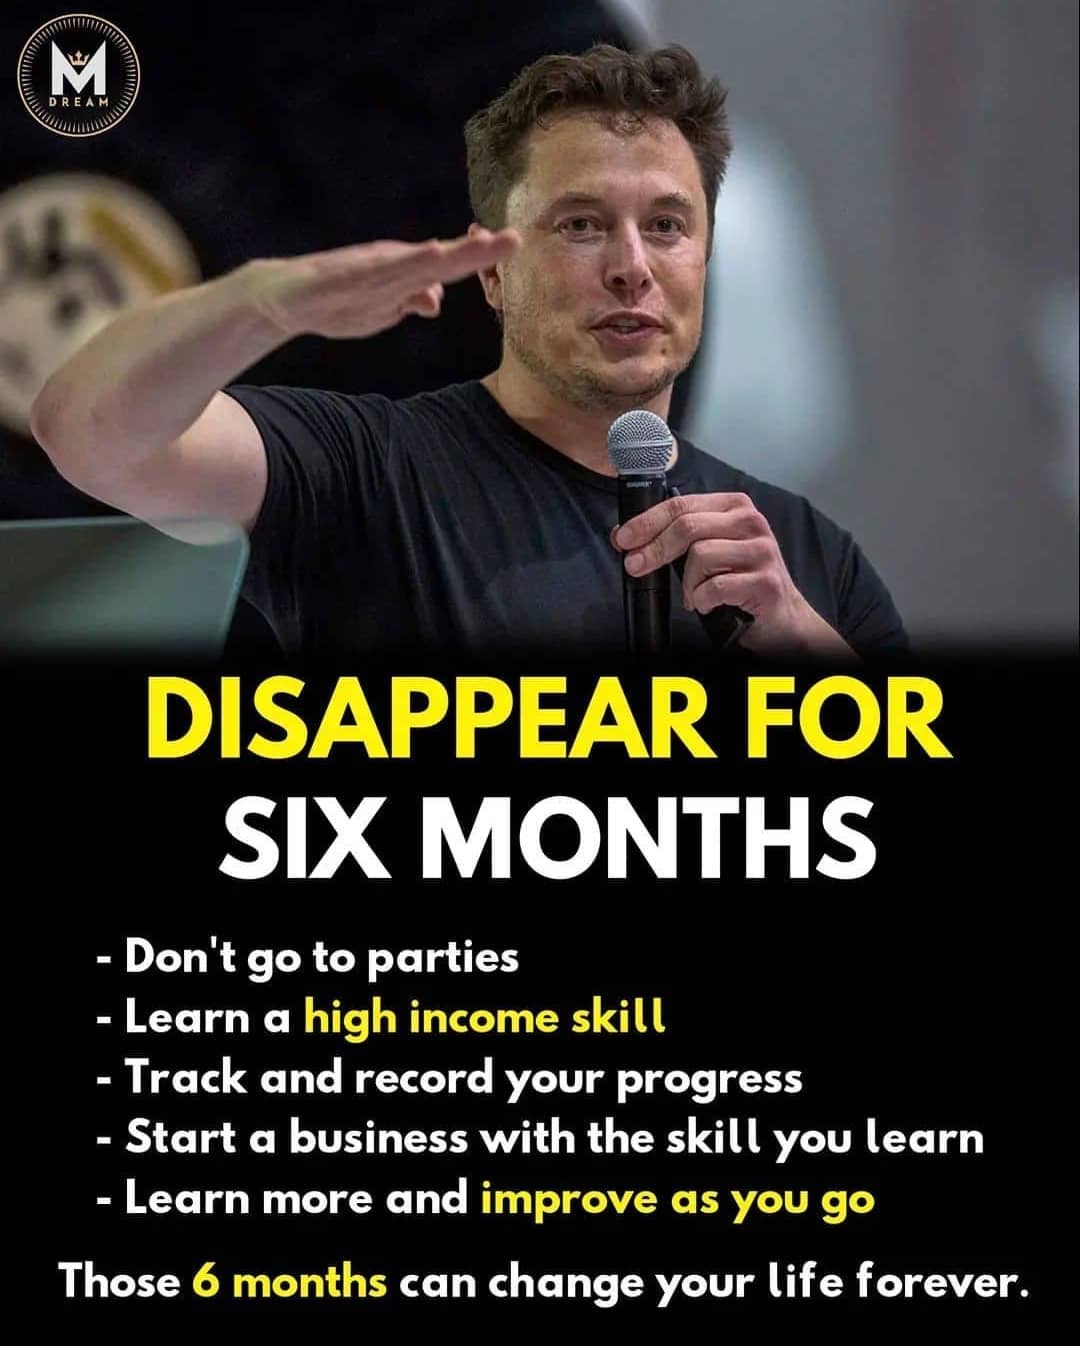 M
DREAM
DISAPPEAR FOR
SIX MONTHS
- Don't go to parties
- Learn a high income skill
- Track and record your progress
- Start a business with the skill you learn
- Learn more and improve as you go
Those 6 months can change your life forever.